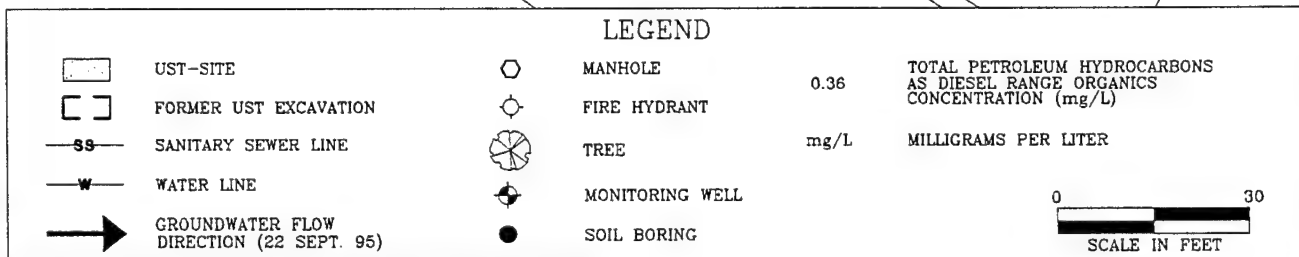 LEGEND
UST-SITE
FORMER UST EXCAVATION
SS
SANITARY SEWER LINE
W
WATER LINE
GROUNDWATER FLOW
DIRECTION (22 SEPT. 95)
MANHOLE
FIRE HYDRANT
TREE
MONITORING WELL
SOIL BORING
0.36
TOTAL PETROLEUM HYDROCARBONS
AS DIESEL RANGE ORGANICS
CONCENTRATION (mg/L)
mg/L
MILLIGRAMS PER LITER
0 30
SCALE IN FEET